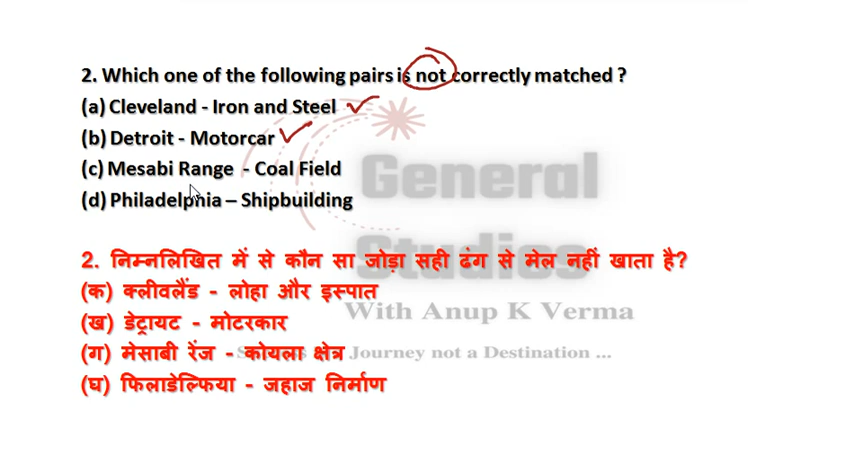 2. Which one of the following pairs is not correctly matched ?
(a) Cleveland - Iron and Steel
(b) Detroit - Motorcar
(c) Mesabi Range - Coal Field
(d) Philadelphia – Shipbuilding
General
Studies
2. निम्नलिखित में से कौन सा जोड़ा सही ढंग से मेल नहीं खाता है?
(क) क्लीवलैंड - लोहा और इस्पात
With Anup K Verma
(ख) डेट्रायट - मोटरकार
(ग) मेसाबी रेंज - कोयला क्षेत्र
Journey not a Destination ...
(घ) फिलाडेल्फिया - जहाज निर्माण